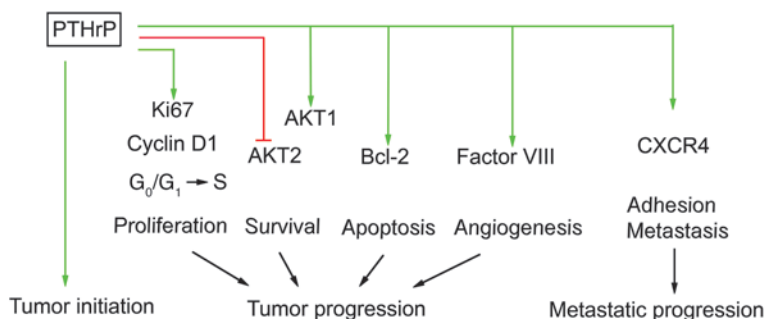 PTHrP
Ki67
AKT1
Cyclin D1
AKT2
Bcl-2
Factor VIII
CXCR4
G₀/G₁ → S
Proliferation
Survival
Apoptosis
Angiogenesis
Adhesion
Metastasis
Tumor initiation
Tumor progression
Metastatic progression